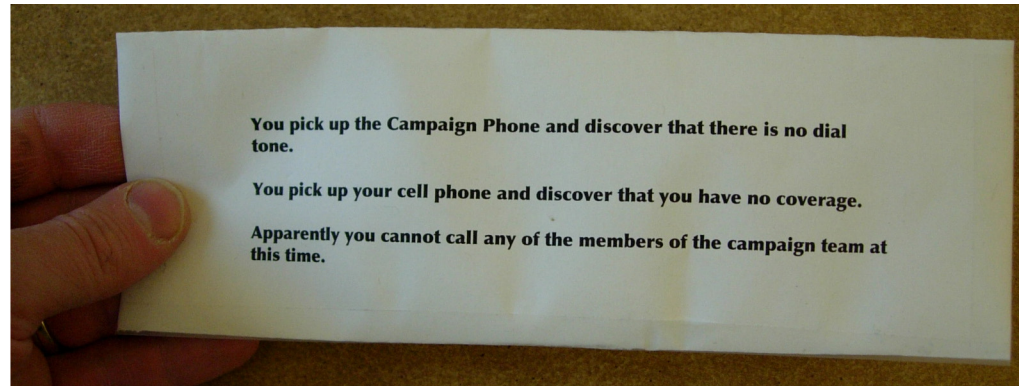 You pick up the Campaign Phone and discover that there is no dial
tone.
You pick up your cell phone and discover that you have no coverage.
Apparently you cannot call any of the members of the campaign team at
this time.